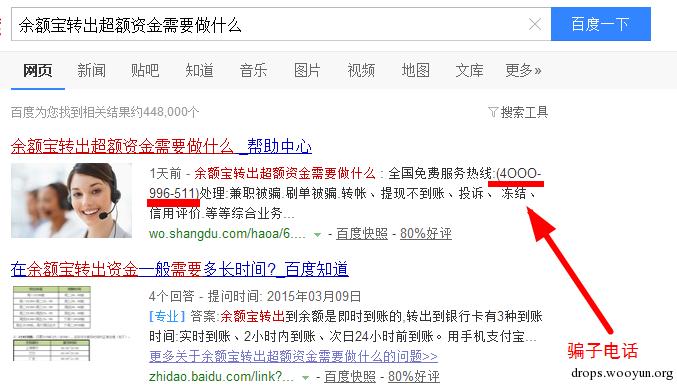 余额宝转出超额资金需要做什么
百度一下
网页 新闻 贴吧 知道 音乐 图片 视频 地图 文库 更多»
百度为您找到相关结果约448,000个 搜索工具
余额宝转出超额资金需要做什么 _帮助中心
1天前 - 余额宝转出超额资金需要做什么 : 全国免费服务热线:(4OOO-
996-511)处理:兼职被骗.刷单被骗.转帐、提现不到账、投诉、 冻结、
信用评价.等等综合业务...
wo.shangdu.com/haoa/6.... - 百度快照 - 80%好评
在余额宝转出资金一般需要多长时间?_百度知道
4个回答 - 提问时间: 2015年03月09日
[专业] 答案:余额宝转出到余额是即时到账的,转出到银行卡有3种到账
时间:实时到账、2小时内到账、次日24小时前到账。用手机支付宝...
更多关于余额宝转出超额资金需要做什么的问题>>
zhidao.baidu.com/link?... - 百度快照 - 80%好评
骗子电话
drops.wooyun.org